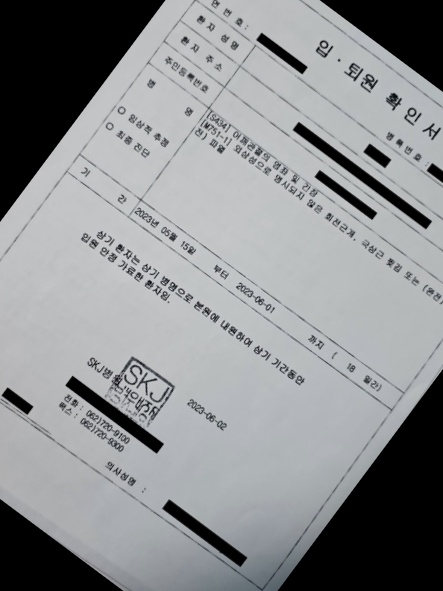 입·퇴원 확인서
연 번 호 :
병록번호 :
환 자 성 명
환 자 주 소
주민등록번호
병 명
○ 임상적 추정
○ 최종 진단
[S434] 어깨관절의 염좌 및 긴장
[M751-1] 외상성으로 명시되지 않은 회전근개, 극상근 찢김 또는 (완전
전) 파열
기 간
2023년 05월 15일 부터 2023-06-01 까지 ( 18 일간)
상기 환자는 상기 병명으로 본원에 내원하여 상기 기간동안
입원 안정 가료한 환자임.
2023-06-02
SKJ병원
SKJ
전화 : 062)720-9100
팩스 : 062)720-9300
의사성명 :